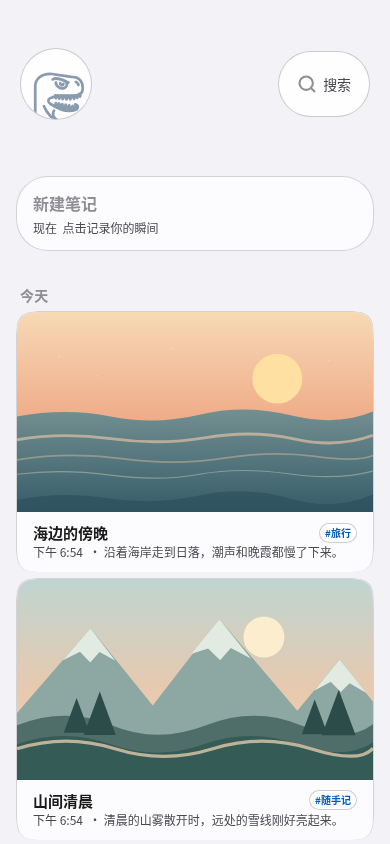 搜索
新建笔记
现在 点击记录你的瞬间
今天
海边的傍晚
#旅行
下午 6:54 · 沿着海岸走到日落，潮声和晚霞都慢了下来。
山间清晨
#随手记
下午 6:54 · 清晨的山雾散开时，远处的雪线刚好亮起来。